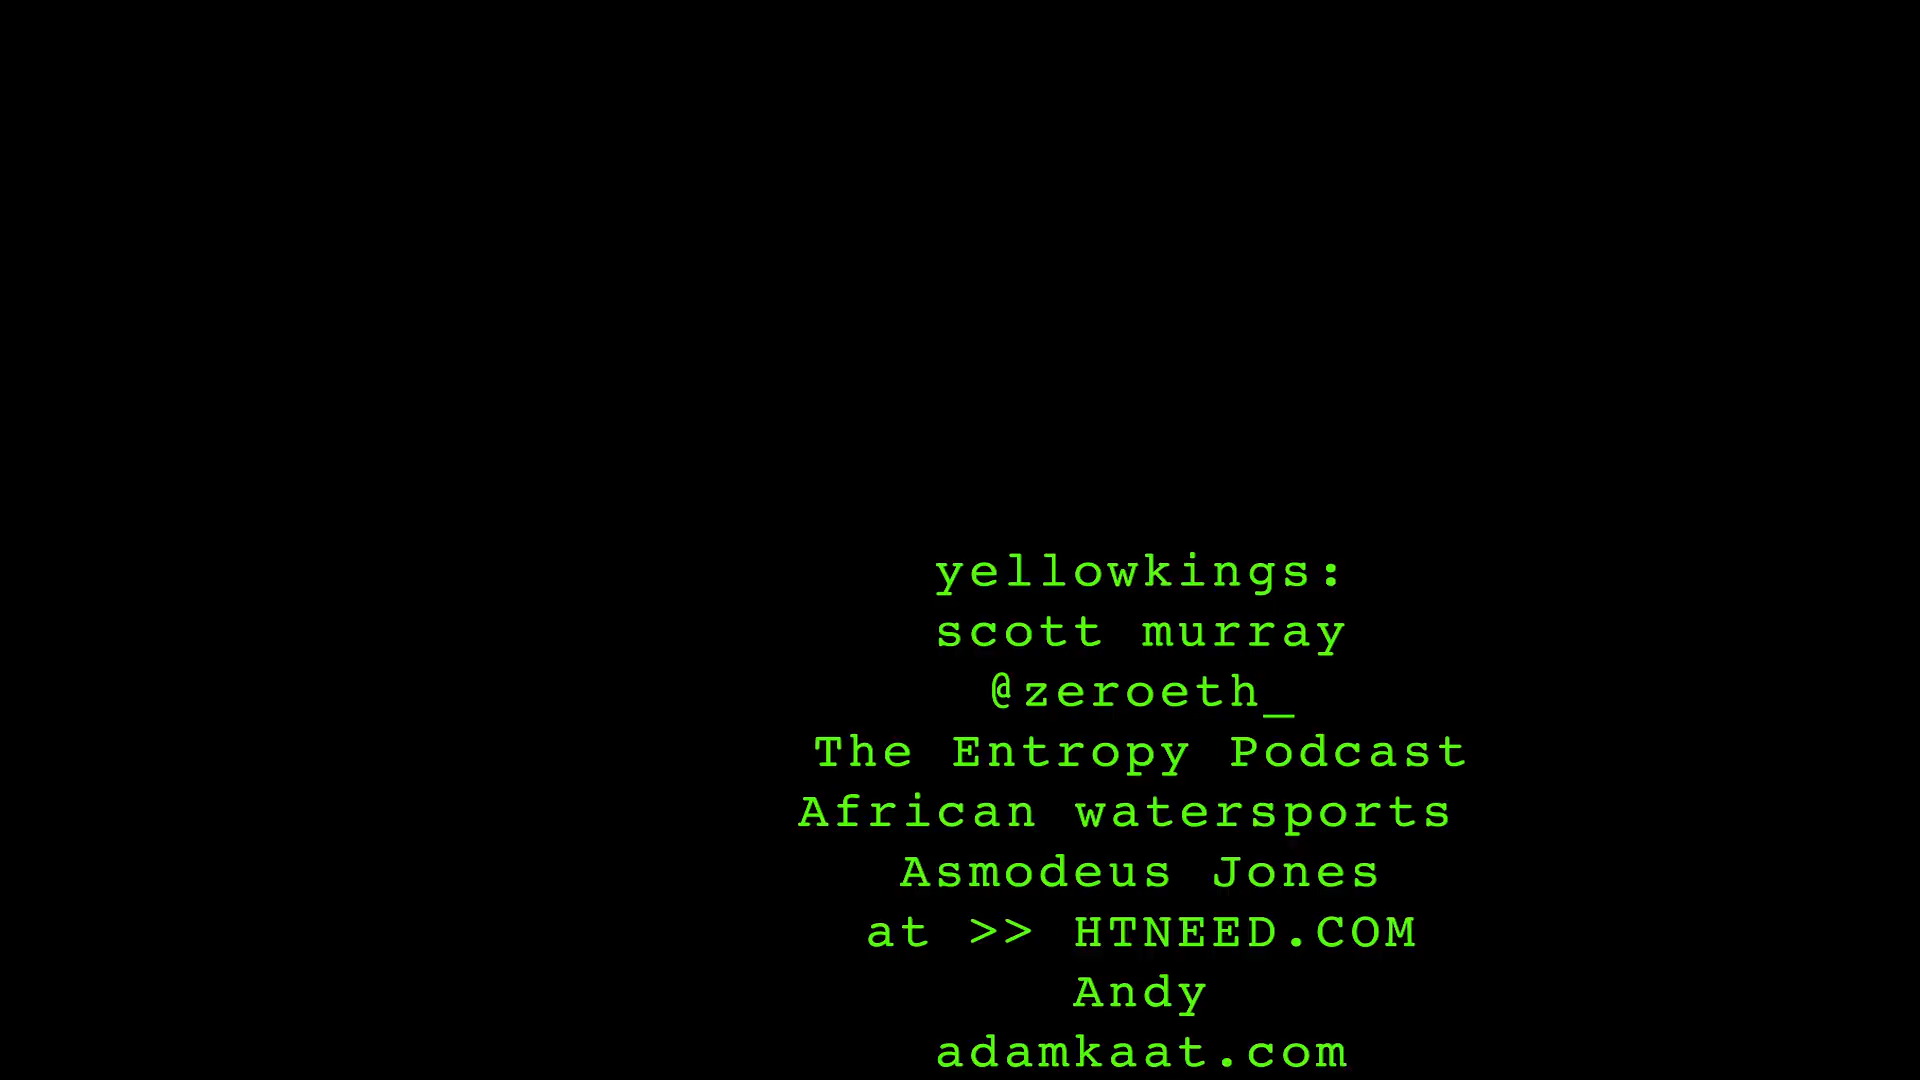 yellowkings:
scott murray
@zeroeth_
The Entropy Podcast
African watersports
Asmodeus Jones
at >> HTNEED.COM
Andy
adamkaat.com